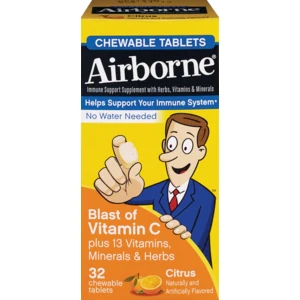 CHEWABLE TABLETS
Airborne®
Immune Support Supplement with Herbs, Vitamins & Minerals
Helps Support Your Immune System*
No Water Needed
Blast of
Vitamin C
plus 13 Vitamins,
Minerals & Herbs
32
chewable
tablets
Citrus
Naturally and
Artificially Flavored